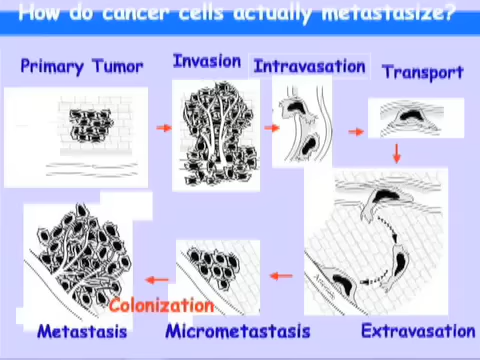 How do cancer cells actually metastasize?
Primary Tumor
Invasion
Intravasation
Transport
Colonization
Metastasis
Micrometastasis
Extravasation